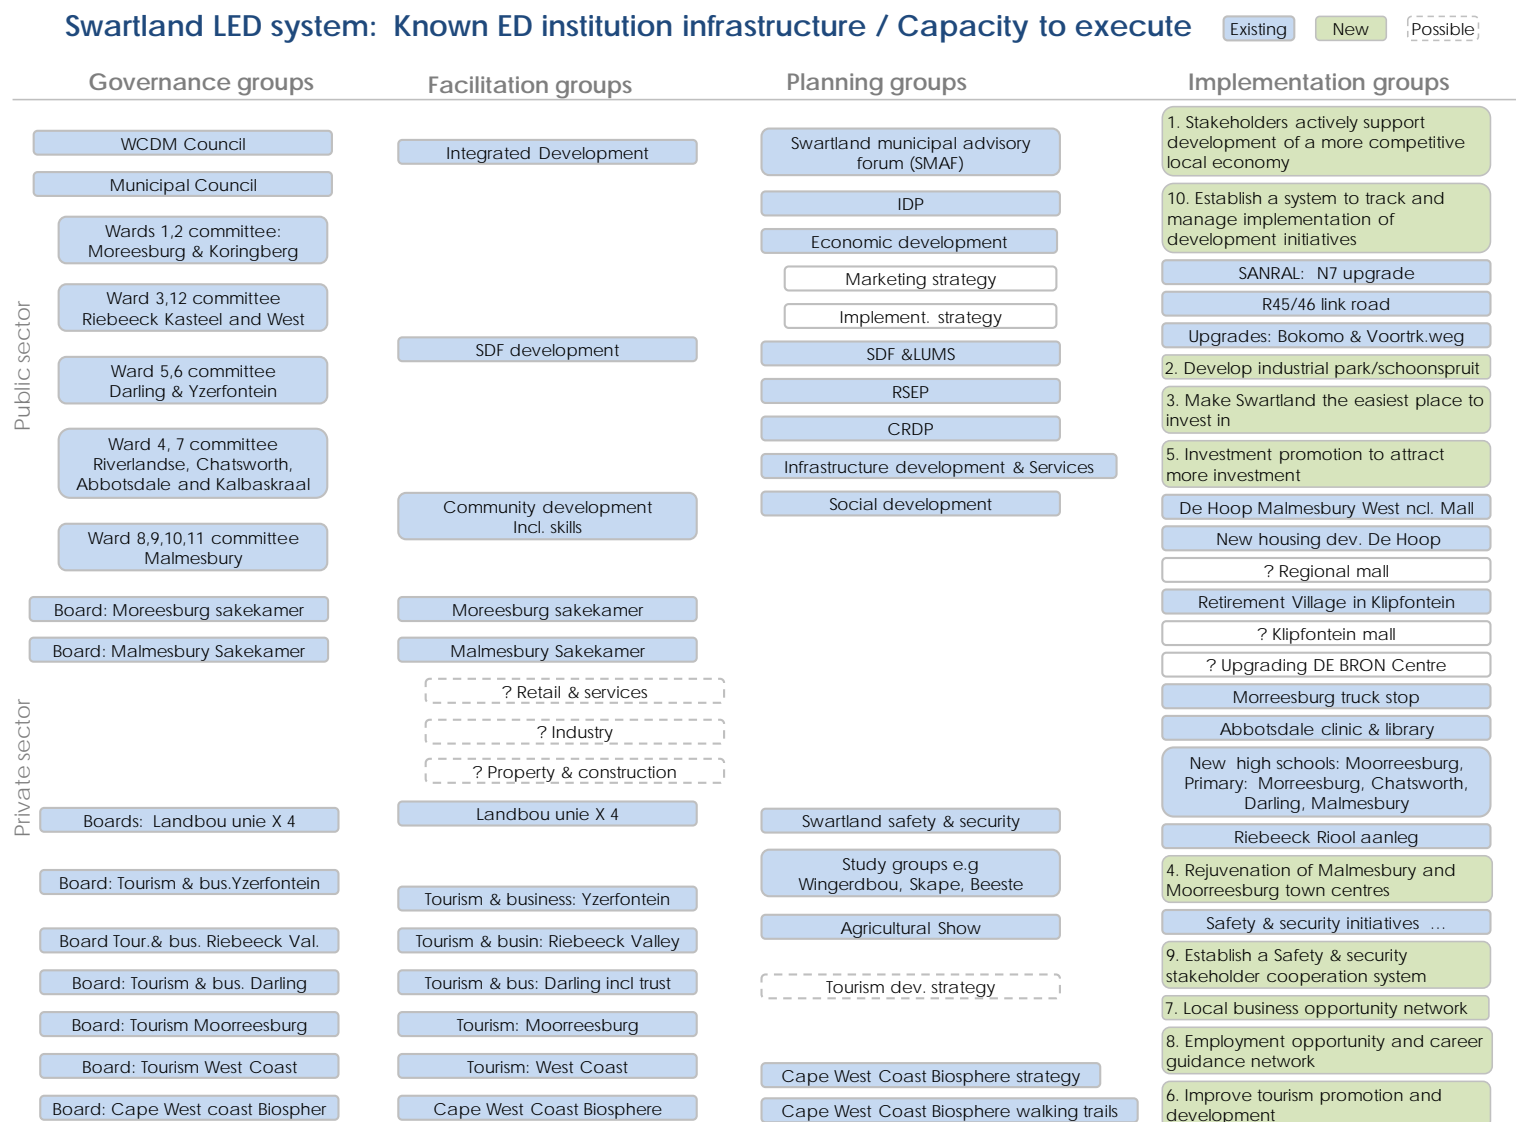 Swartland LED system: Known ED institution infrastructure / Capacity to execute
Existing
New
Possible
Governance groups
Facilitation groups
Planning groups
Implementation groups
Public sector
Private sector
WCDM Council
Municipal Council
Wards 1,2 committee:
Moreesburg & Koringberg
Ward 3,12 committee
Riebeeck Kasteel and West
Ward 5,6 committee
Darling & Yzerfontein
Ward 4, 7 committee
Riverlandse, Chatsworth,
Abbotsdale and Kalbaskraal
Ward 8,9,10,11 committee
Malmesbury
Board: Moreesburg sakekamer
Board: Malmesbury Sakekamer
Boards: Landbou unie X 4
Board: Tourism & bus.Yzerfontein
Board Tour.& bus. Riebeeck Val.
Board: Tourism & bus. Darling
Board: Tourism Moorreesburg
Board: Tourism West Coast
Board: Cape West coast Biospher
Integrated Development
SDF development
Community development
Incl. skills
Moreesburg sakekamer
Malmesbury Sakekamer
? Retail & services
? Industry
? Property & construction
Landbou unie X 4
Tourism & business: Yzerfontein
Tourism & busin: Riebeeck Valley
Tourism & bus: Darling incl trust
Tourism: Moorreesburg
Tourism: West Coast
Cape West Coast Biosphere
Swartland municipal advisory
forum (SMAF)
IDP
Economic development
Marketing strategy
Implement. strategy
SDF &LUMS
RSEP
CRDP
Infrastructure development & Services
Social development
Swartland safety & security
Study groups e.g
Wingerdbou, Skape, Beeste
Agricultural Show
Tourism dev. strategy
Cape West Coast Biosphere strategy
Cape West Coast Biosphere walking trails
1. Stakeholders actively support
development of a more competitive
local economy
10. Establish a system to track and
manage implementation of
development initiatives
SANRAL: N7 upgrade
R45/46 link road
Upgrades: Bokomo & Voortrk.weg
2. Develop industrial park/schoonspruit
3. Make Swartland the easiest place to
invest in
5. Investment promotion to attract
more investment
De Hoop Malmesbury West ncl. Mall
New housing dev. De Hoop
? Regional mall
Retirement Village in Klipfontein
? Klipfontein mall
? Upgrading DE BRON Centre
Morreesburg truck stop
Abbotsdale clinic & library
New high schools: Moorreesburg,
Primary: Morreesburg, Chatsworth,
Darling, Malmesbury
Riebeeck Riool aanleg
4. Rejuvenation of Malmesbury and
Moorreesburg town centres
Safety & security initiatives ...
9. Establish a Safety & security
stakeholder cooperation system
7. Local business opportunity network
8. Employment opportunity and career
guidance network
6. Improve tourism promotion and
development